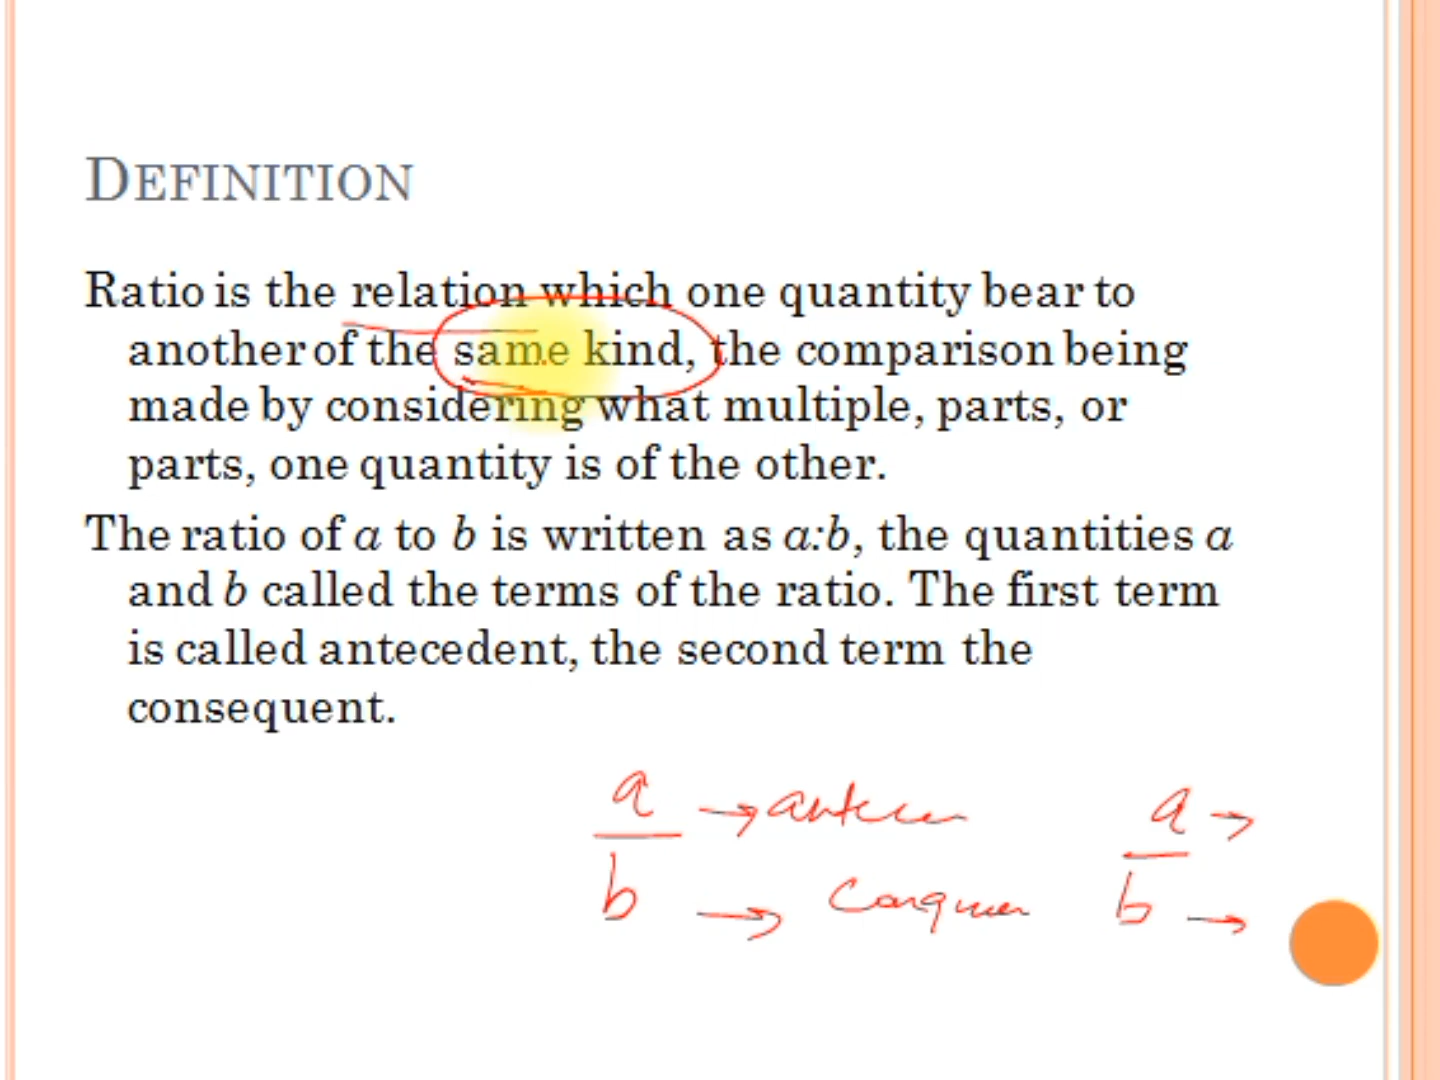 DEFINITION
Ratio is the relation which one quantity bear to
another of the same kind, the comparison being
made by considering what multiple, parts, or
parts, one quantity is of the other.
The ratio of a to b is written as a:b, the quantities a
and b called the terms of the ratio. The first term
is called antecedent, the second term the
consequent.
a → a →
b → b →